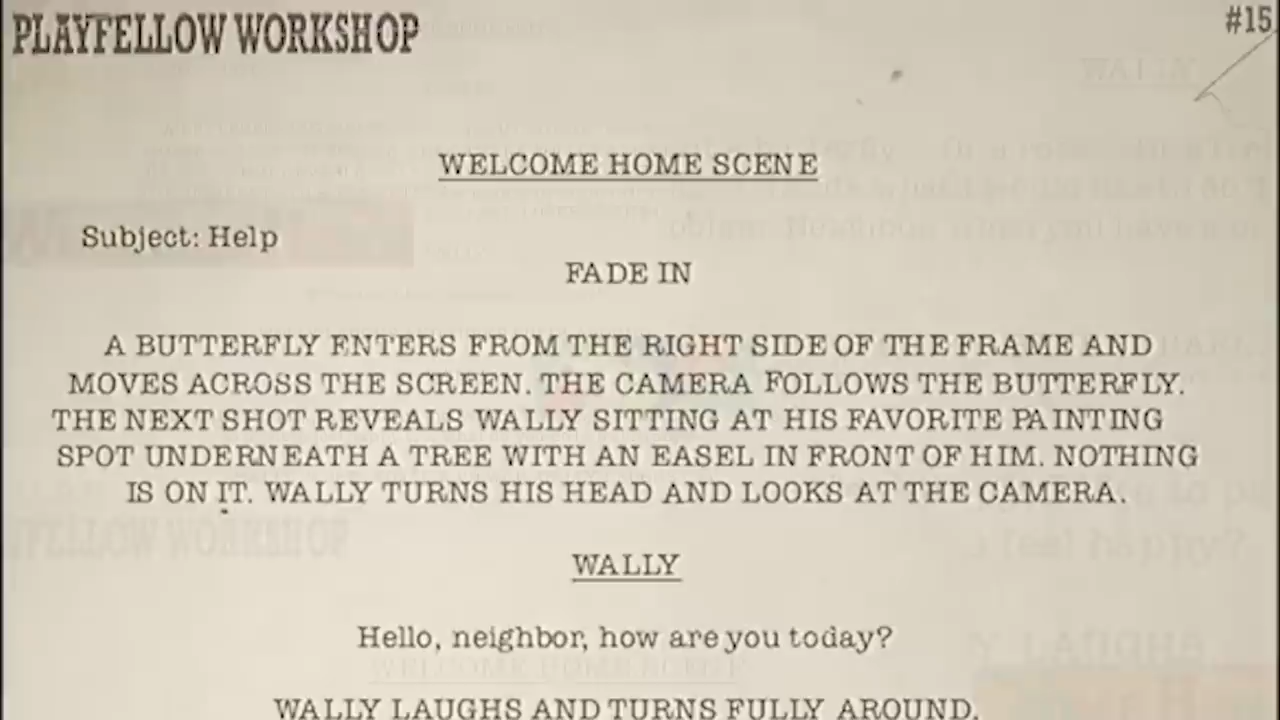 PLAYFELLOW WORKSHOP
#15
WELCOME HOME SCENE
Subject: Help
FADE IN
A BUTTERFLY ENTERS FROM THE RIGHT SIDE OF THE FRAME AND
MOVES ACROSS THE SCREEN. THE CAMERA FOLLOWS THE BUTTERFLY.
THE NEXT SHOT REVEALS WALLY SITTING AT HIS FAVORITE PAINTING
SPOT UNDERNEATH A TREE WITH AN EASEL IN FRONT OF HIM. NOTHING
IS ON IT. WALLY TURNS HIS HEAD AND LOOKS AT THE CAMERA.
WALLY
Hello, neighbor, how are you today?
WALLY LAUGHS AND TURNS FULLY AROUND.